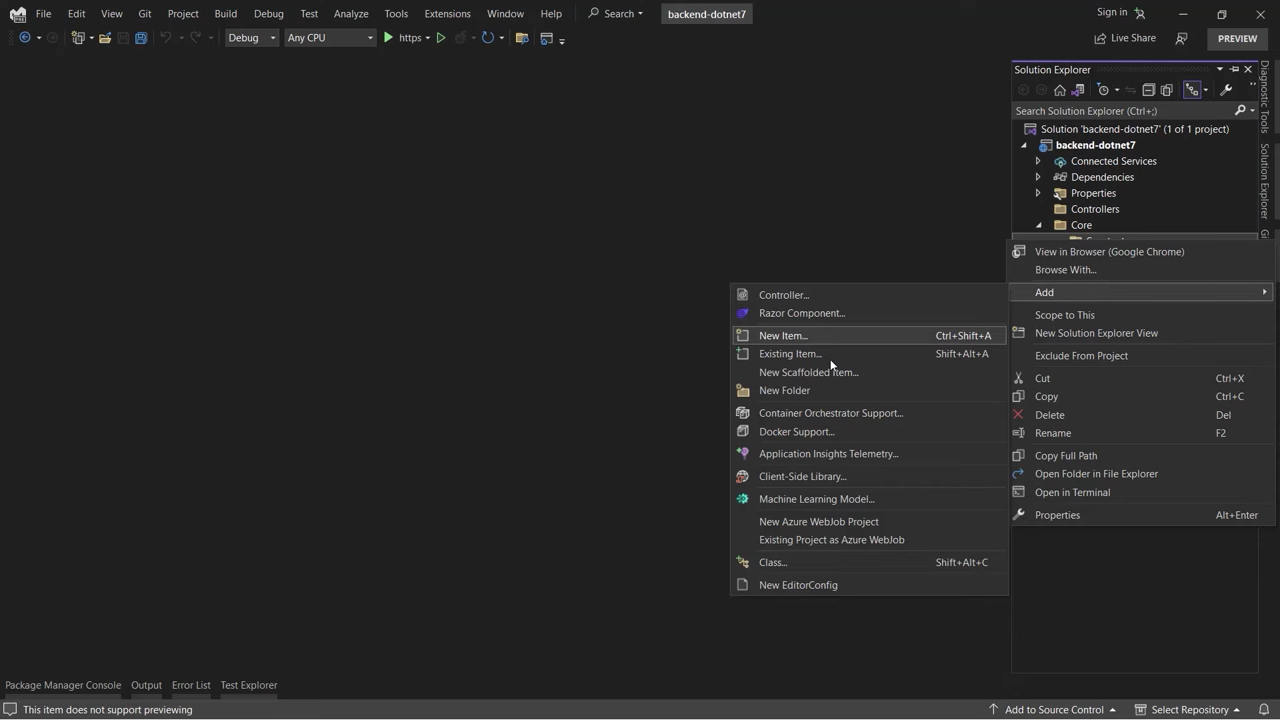 File Edit View Git Project Build Debug Test Analyze Tools Extensions Window Help Search backend-dotnet7 Sign in
Debug Any CPU https Live Share PREVIEW
Solution Explorer
Search Solution Explorer (Ctrl+;)
Solution 'backend-dotnet7' (1 of 1 project)
backend-dotnet7
Connected Services
Dependencies
Properties
Controllers
Core
View in Browser (Google Chrome)
Browse With...
Add
Scope to This
New Solution Explorer View
Exclude From Project
Cut Ctrl+X
Copy Ctrl+C
Delete Del
Rename F2
Copy Full Path
Open Folder in File Explorer
Open in Terminal
Properties Alt+Enter
Controller...
Razor Component...
New Item... Ctrl+Shift+A
Existing Item... Shift+Alt+A
New Scaffolded Item...
New Folder
Container Orchestrator Support...
Docker Support...
Application Insights Telemetry...
Client-Side Library...
Machine Learning Model...
New Azure WebJob Project
Existing Project as Azure WebJob
Class... Shift+Alt+C
New EditorConfig
Diagnostic Tools
Solution Explorer
Package Manager Console Output Error List Test Explorer
This item does not support previewing Add to Source Control Select Repository